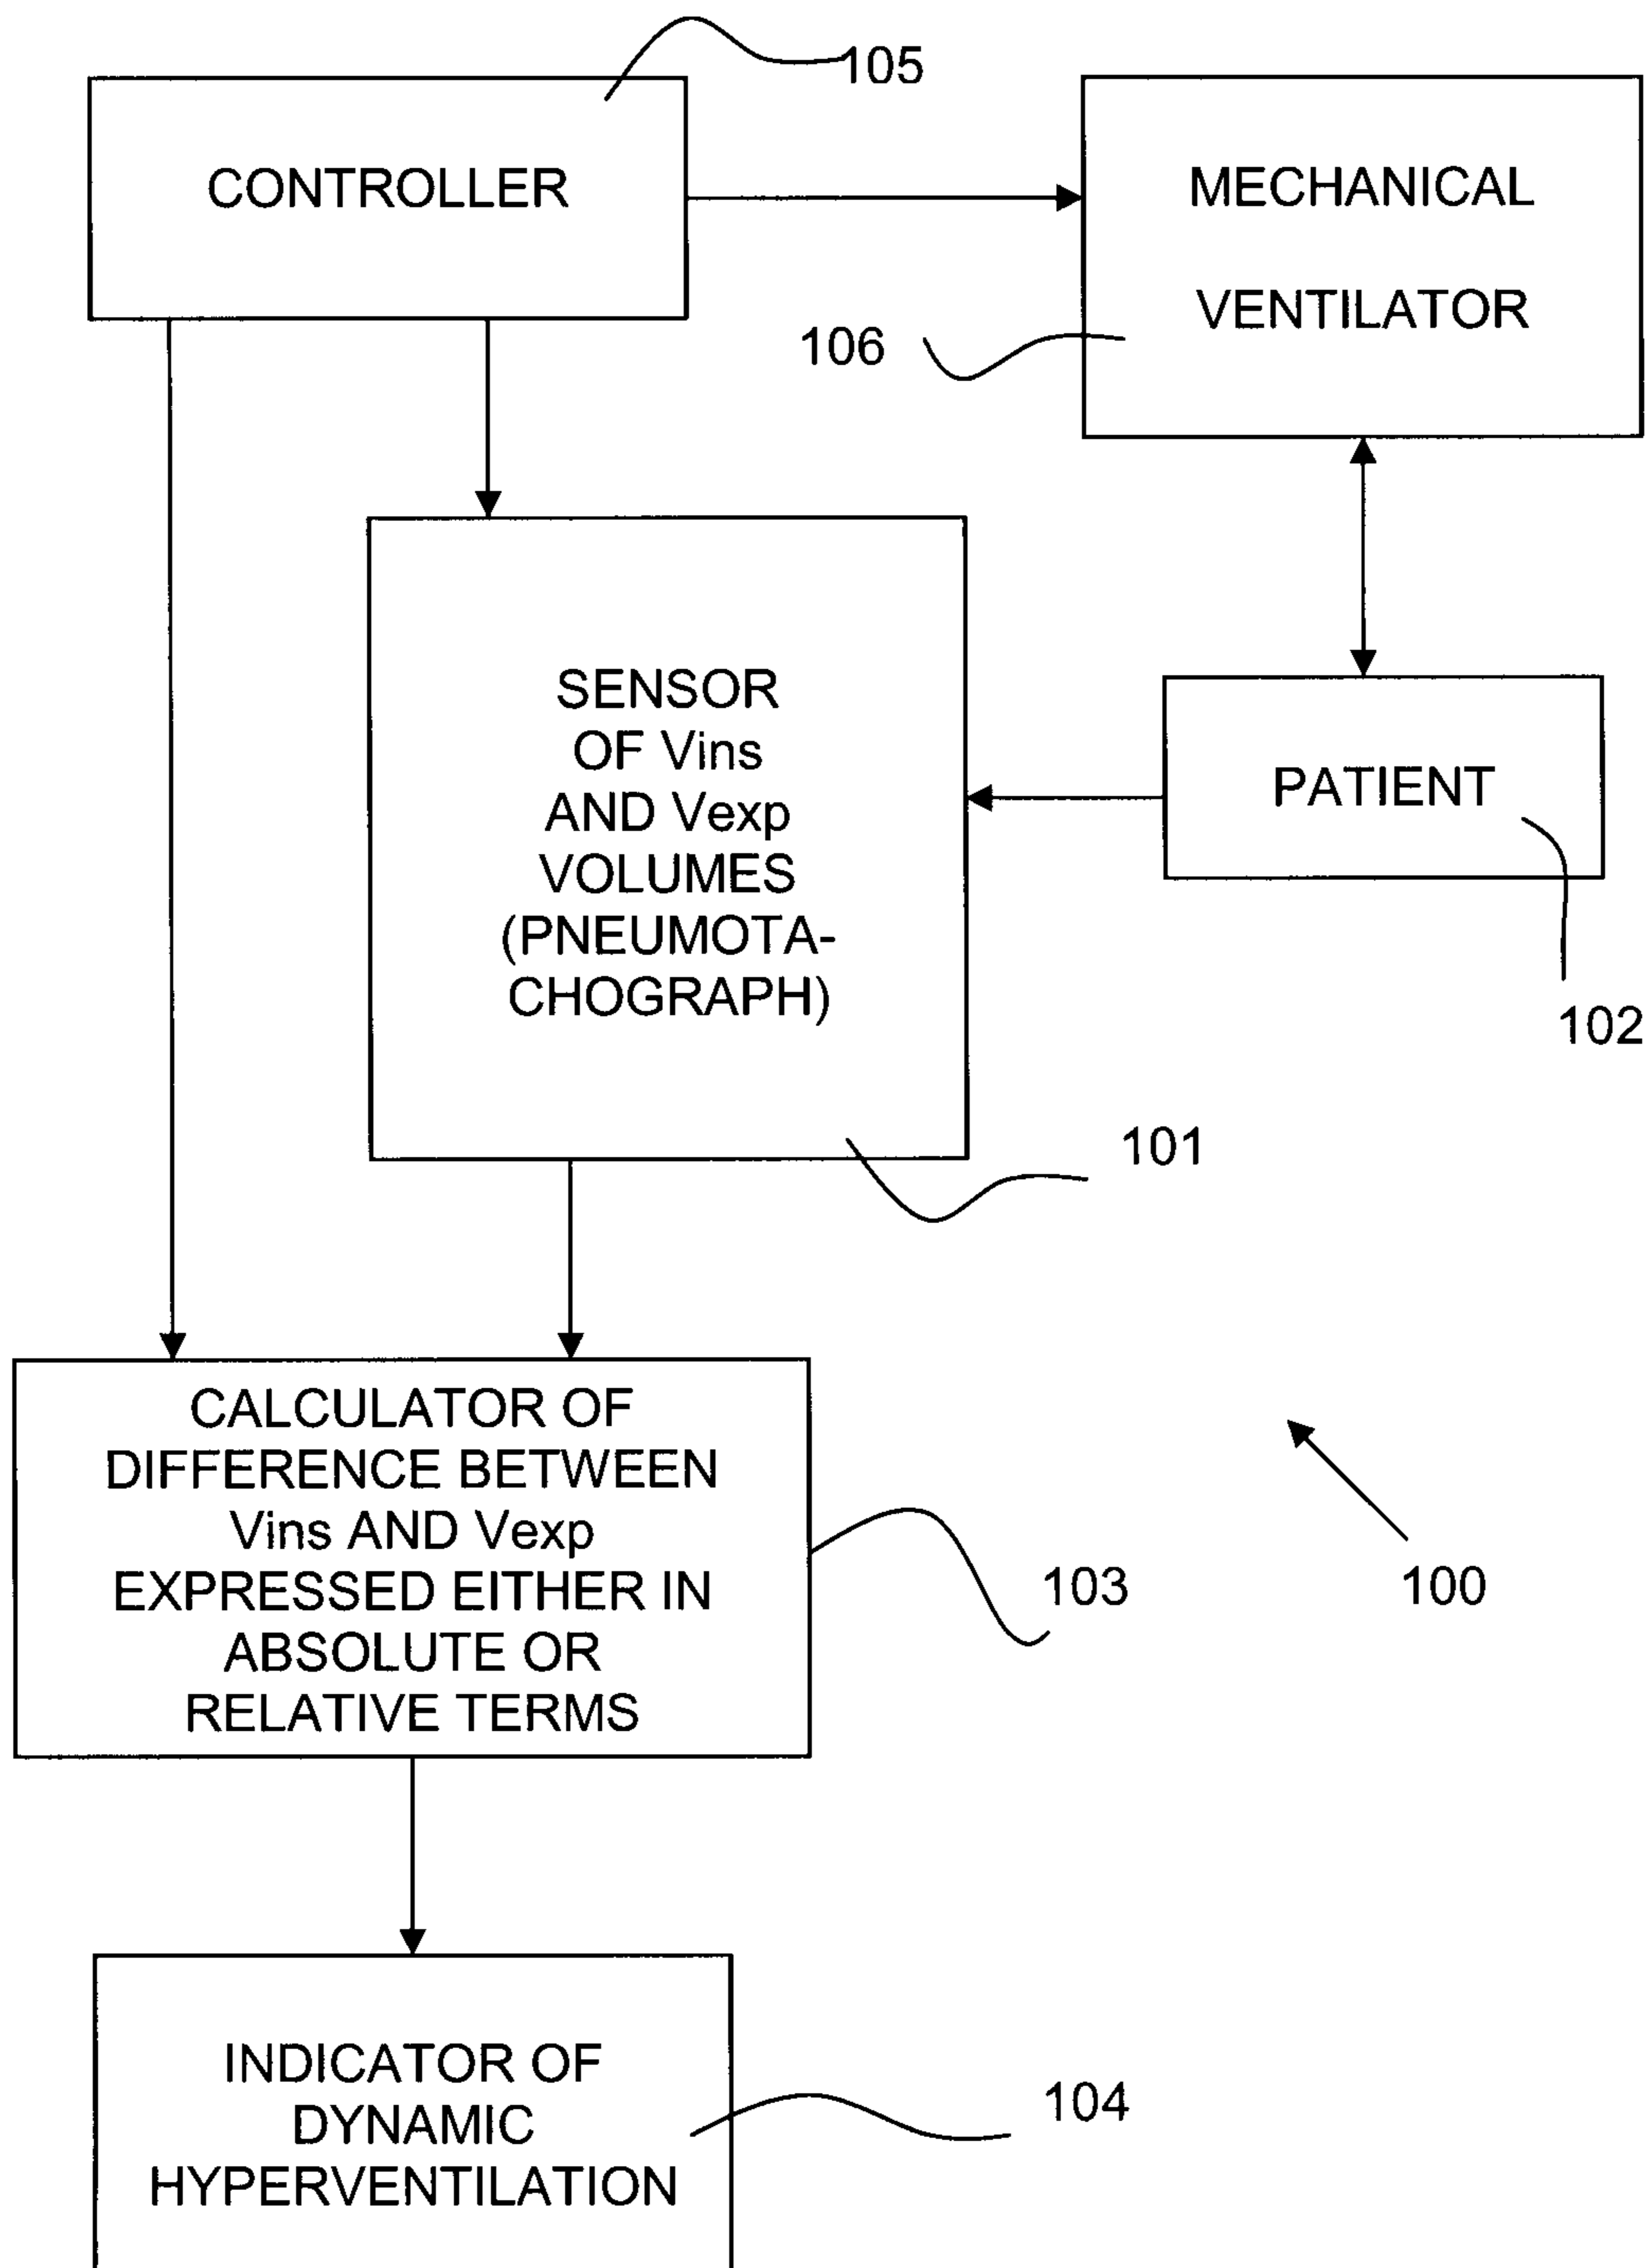 105
CONTROLLER
MECHANICAL
VENTILATOR
106
SENSOR
OF Vins
AND Vexp
VOLUMES
(PNEUMOTA-
CHOGRAPH)
PATIENT
102
101
CALCULATOR OF
DIFFERENCE BETWEEN
Vins AND Vexp
EXPRESSED EITHER IN
ABSOLUTE OR
RELATIVE TERMS
103
100
INDICATOR OF
DYNAMIC
HYPERVENTILATION
104